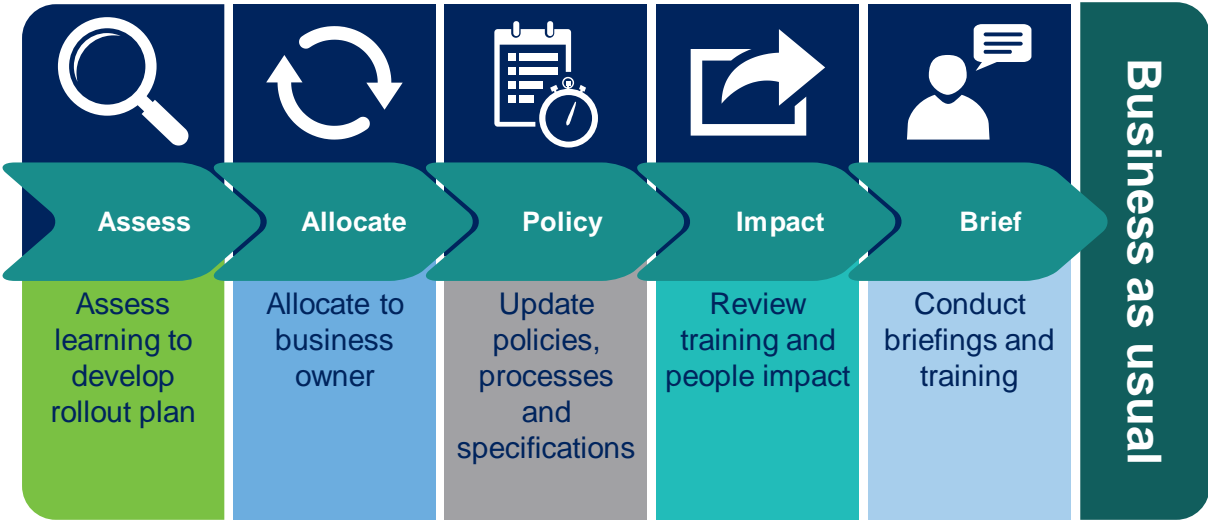 Assess
Allocate
Policy
Impact
Brief
Assess
learning to
develop
rollout plan
Allocate to
business
owner
Update
policies,
processes
and
specifications
Review
training and
people impact
Conduct
briefings and
training
Business as usual